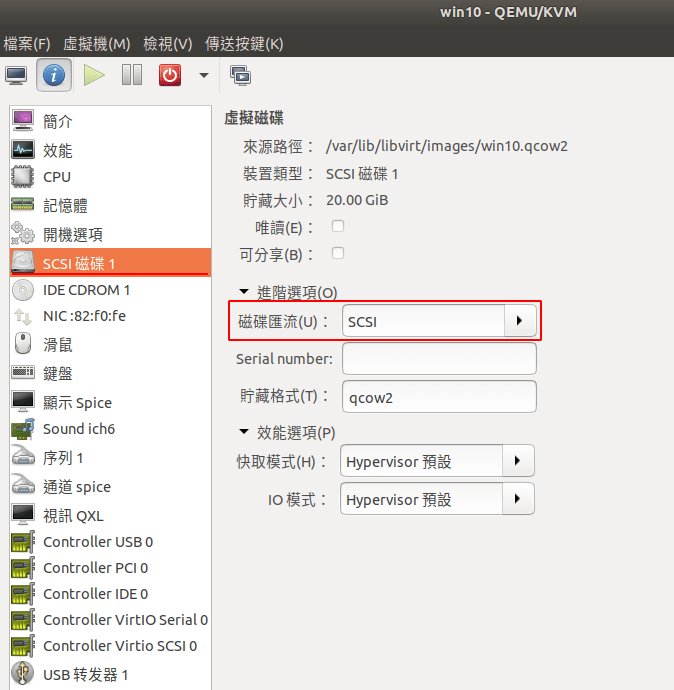 win10 - QEMU/KVM
檔案(F) 虛擬機(M) 檢視(V) 傳送按鍵(K)
簡介
效能
CPU
記憶體
開機選項
SCSI 磁碟 1
IDE CDROM 1
NIC :82:f0:fe
滑鼠
鍵盤
顯示 Spice
Sound ich6
序列 1
通道 spice
視訊 QXL
Controller USB 0
Controller PCI 0
Controller IDE 0
Controller VirtIO Serial 0
Controller Virtio SCSI 0
USB 转发器 1
虛擬磁碟
來源路徑： /var/lib/libvirt/images/win10.qcow2
裝置類型： SCSI 磁碟 1
貯藏大小： 20.00 GiB
唯讀(E)：
可分享(B)：
進階選項(O)
磁碟匯流(U)： SCSI
Serial number:
貯藏格式(T)： qcow2
效能選項(P)
快取模式(H)： Hypervisor 預設
IO 模式： Hypervisor 預設